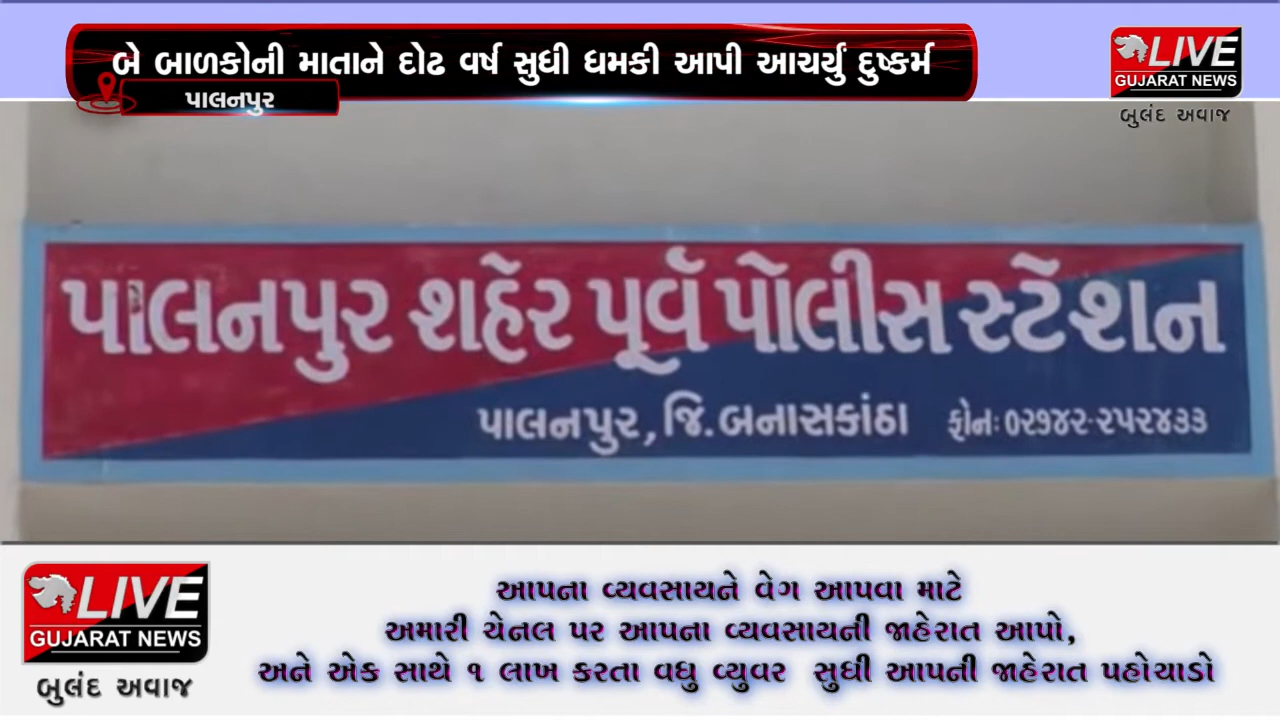 બે બાળકોની માતાને દોઢ વર્ષ સુધી ધમકી આપી આચર્યું દુષ્કર્મ
પાલનપુર
LIVE
GUJARAT NEWS
બુલંદ અવાજ
પાલનપુર શહેર પૂર્વ પોલીસ સ્ટેશન
પાલનપુર, જિ.બનાસકાંઠા ફોન: ૦૨૭૪૨-૨૫૨૪૩૩
LIVE
GUJARAT NEWS
બુલંદ અવાજ
આપના વ્યવસાયને વેગ આપવા માટે
અમારી ચેનલ પર આપના વ્યવસાયની જાહેરાત આપો,
અને એક સાથે ૧ લાખ કરતા વધુ વ્યુવર સુધી આપની જાહેરાત પહોચાડો